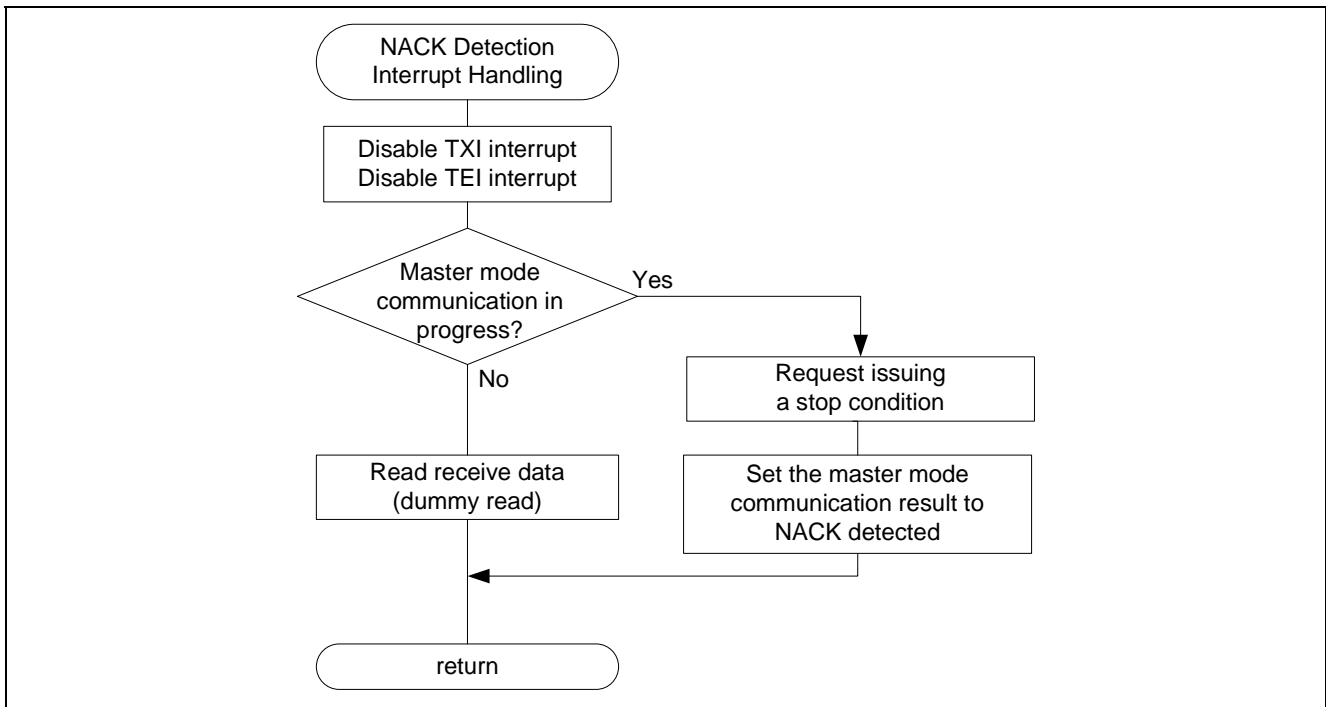 NACK Detection
Interrupt Handling
Disable TXI interrupt
Disable TEI interrupt
Master mode
communication in
progress?
Yes
No
Request issuing
a stop condition
Read receive data
(dummy read)
Set the master mode
communication result to
NACK detected
return